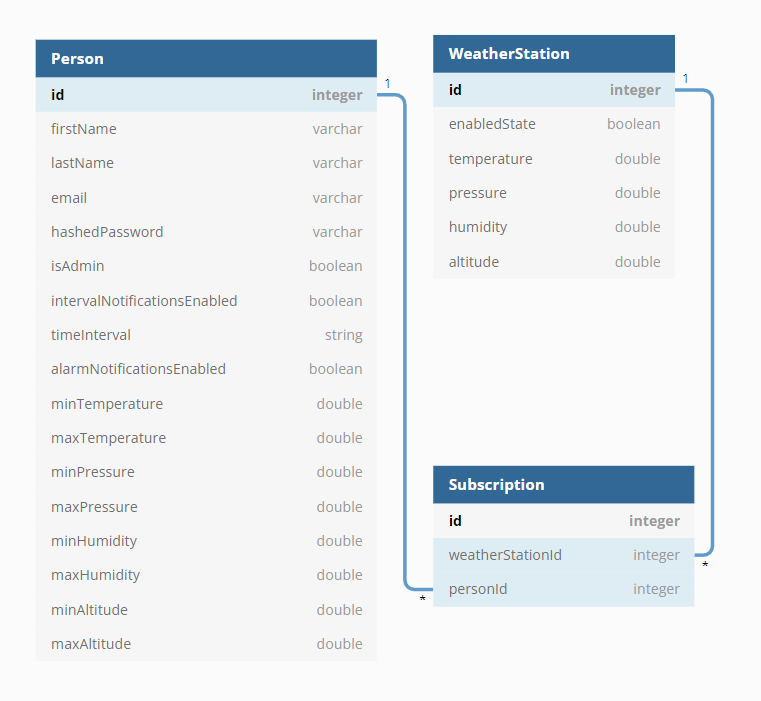 Person
id integer
firstName varchar
lastName varchar
email varchar
hashedPassword varchar
isAdmin boolean
intervalNotificationsEnabled boolean
timeInterval string
alarmNotificationsEnabled boolean
minTemperature double
maxTemperature double
minPressure double
maxPressure double
minHumidity double
maxHumidity double
minAltitude double
maxAltitude double
1
*
WeatherStation
id integer
enabledState boolean
temperature double
pressure double
humidity double
altitude double
1
*
Subscription
id integer
weatherStationId integer
personId integer